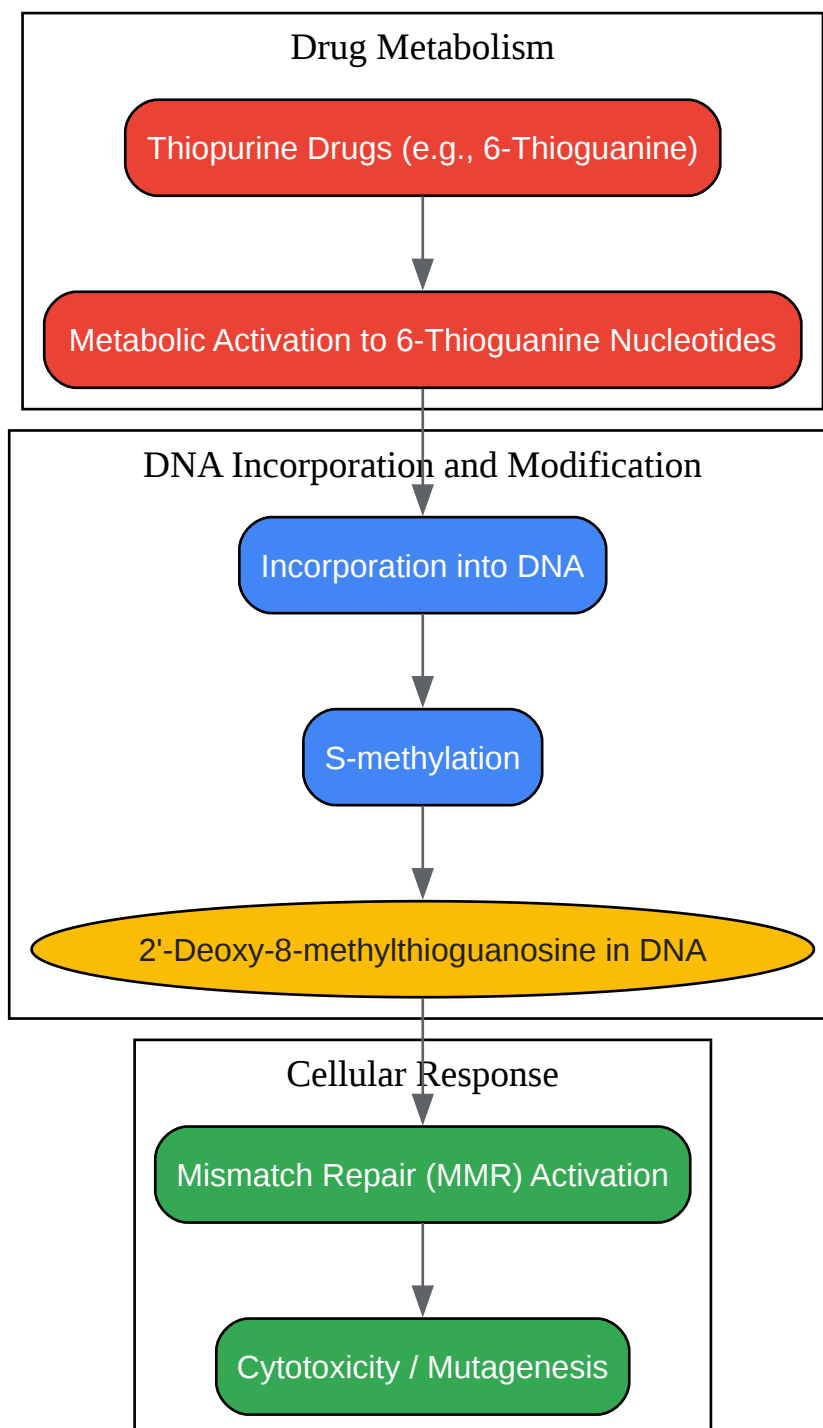 Drug Metabolism
Thiopurine Drugs (e.g., 6-Thioguanine)
Metabolic Activation to 6-Thioguanine Nucleotides
DNA Incorporation and Modification
Incorporation into DNA
S-methylation
2'-Deoxy-8-methylthioguanosine in DNA
Cellular Response
Mismatch Repair (MMR) Activation
Cytotoxicity / Mutagenesis